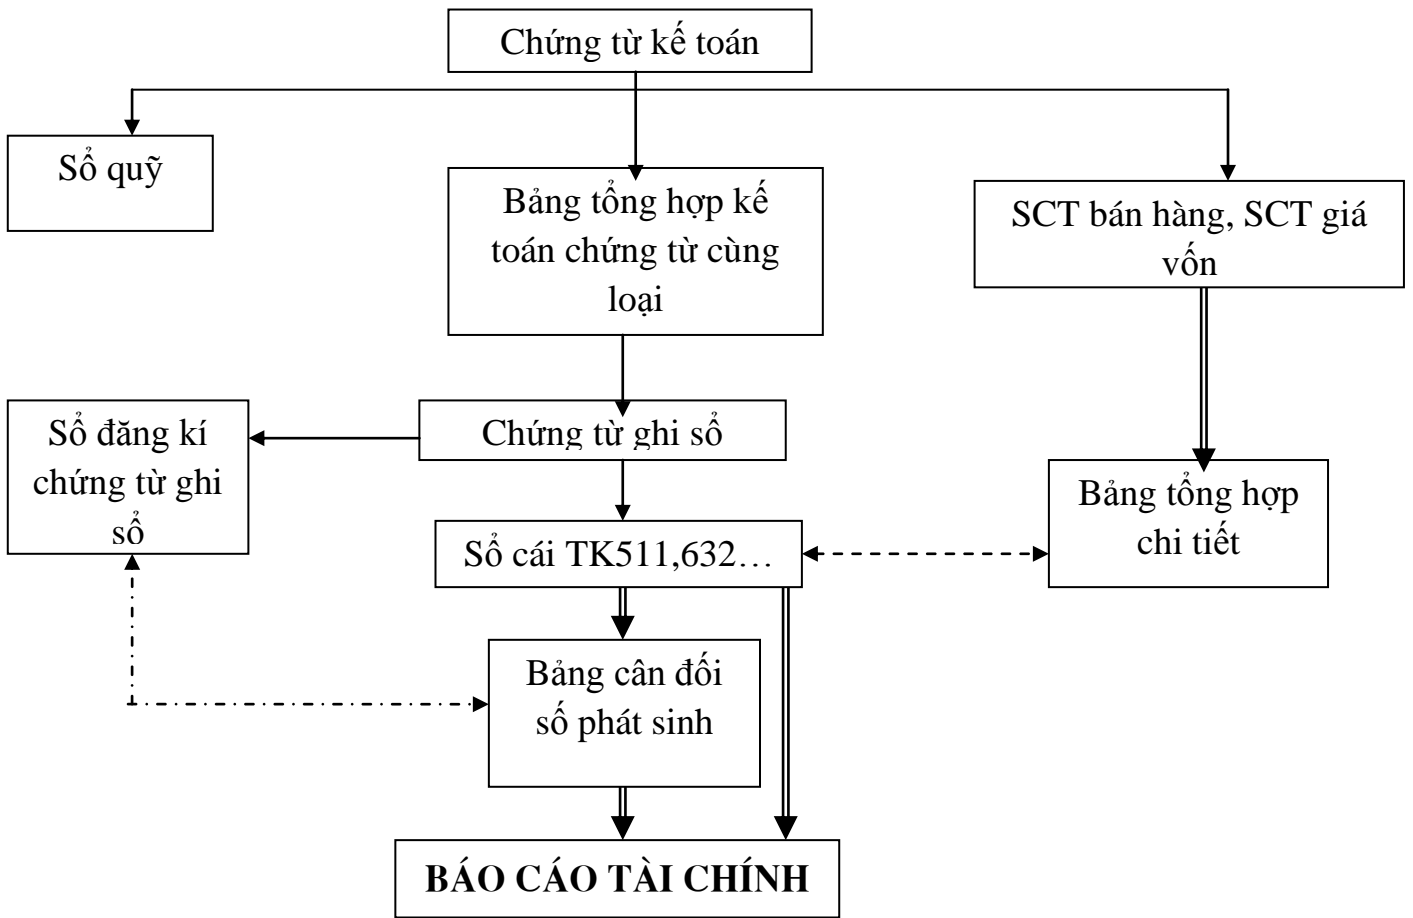 Chứng từ kế toán
Sổ quỹ
Bảng tổng hợp kế
toán chứng từ cùng
loại
SCT bán hàng, SCT giá
vốn
Sổ đăng kí
chứng từ ghi
sổ
Chứng từ ghi sổ
Bảng tổng hợp
chi tiết
Sổ cái TK511,632…
Bảng cân đối
số phát sinh
BÁO CÁO TÀI CHÍNH